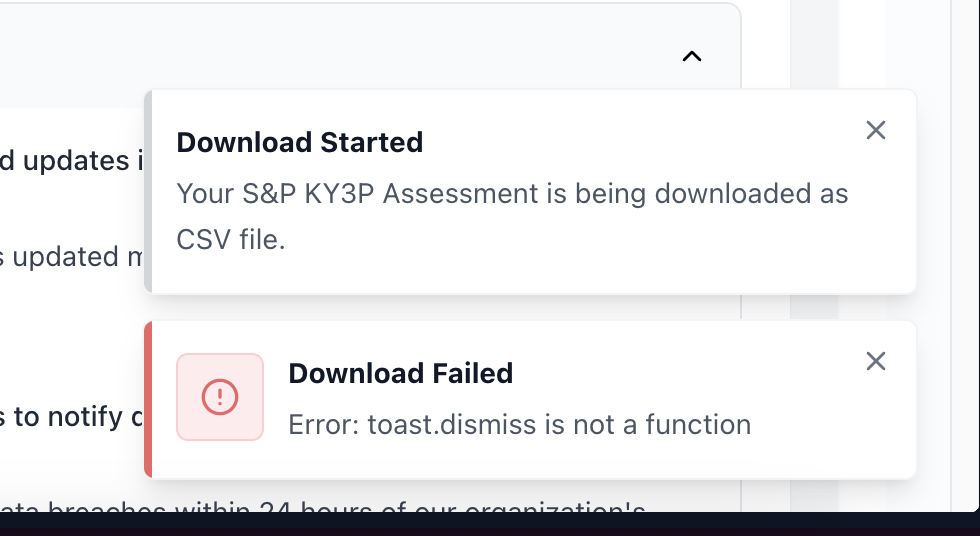 Download Started
Your S&P KY3P Assessment is being downloaded as
CSV file.
Download Failed
Error: toast.dismiss is not a function
d updates i
s updated m
s to notify
ata breaches within 24 hours of our organization's